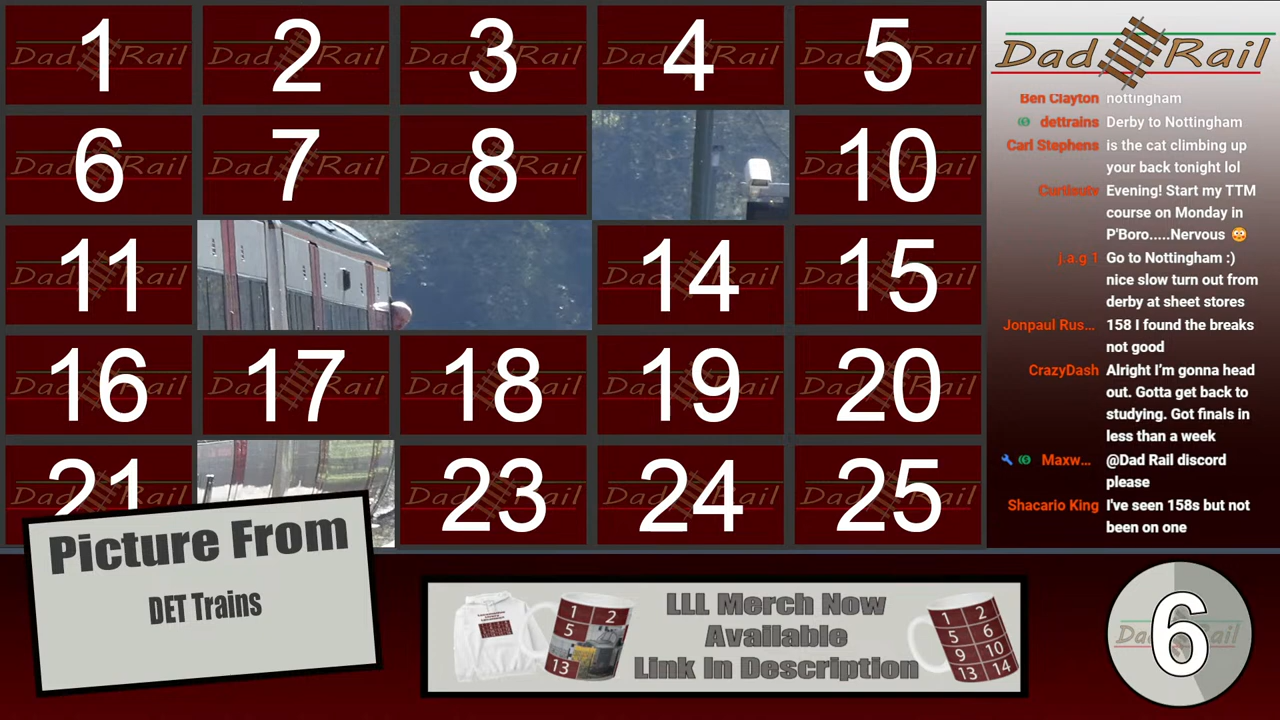 1 2 3 4 5
6 7 8 10
11 14 15
16 17 18 19 20
21 23 24 25
Dad Rail
Ben Clayton nottingham
dettrains Derby to Nottingham
Carl Stephens is the cat climbing up
your back tonight lol
Evening! Start my TTM
course on Monday in
P'Boro.....Nervous 😳
j.a.g 1 Go to Nottingham :)
nice slow turn out from
derby at sheet stores
Jonpaul Rus... 158 I found the breaks
not good
CrazyDash Alright I'm gonna head
out. Gotta get back to
studying. Got finals in
less than a week
Maxw... @Dad Rail discord
please
Shacario King I've seen 158s but not
been on one
Picture From
DET Trains
1 2
5
13
LLL Merch Now
Available
Link In Description
1 2
5 6
9 10
13 14
Dad Rail
6